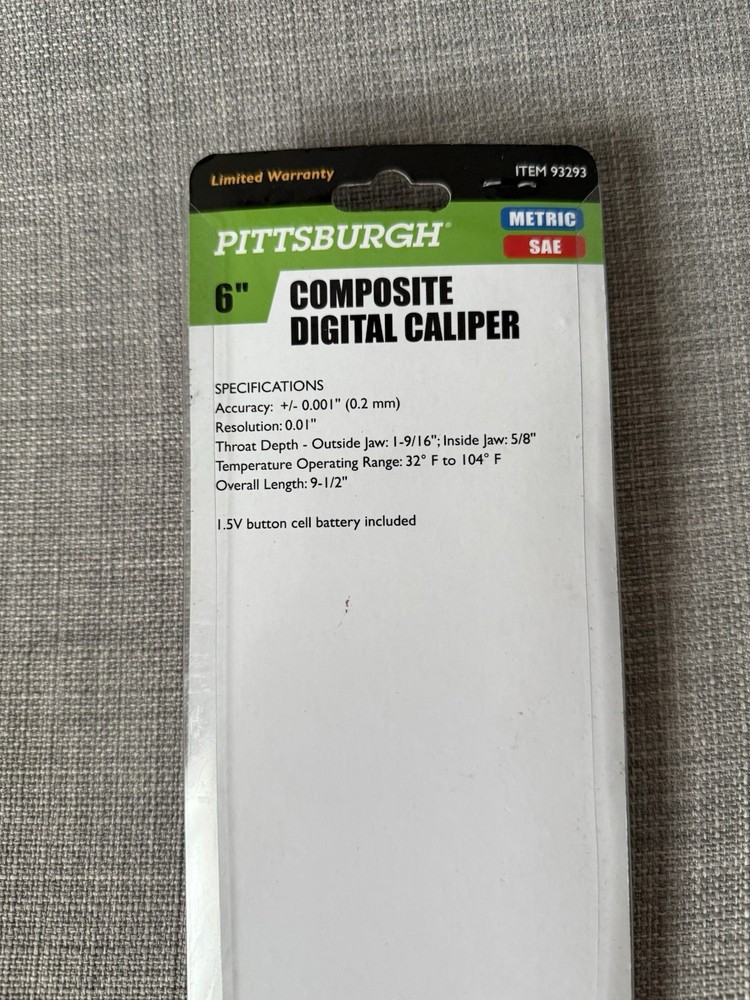 Limited Warranty
ITEM 93293
PITTSBURGH®
METRIC
SAE
6"
COMPOSITE
DIGITAL CALIPER
SPECIFICATIONS
Accuracy: +/- 0.001" (0.2 mm)
Resolution: 0.01"
Throat Depth - Outside Jaw: 1-9/16"; Inside Jaw: 5/8"
Temperature Operating Range: 32° F to 104° F
Overall Length: 9-1/2"
1.5V button cell battery included